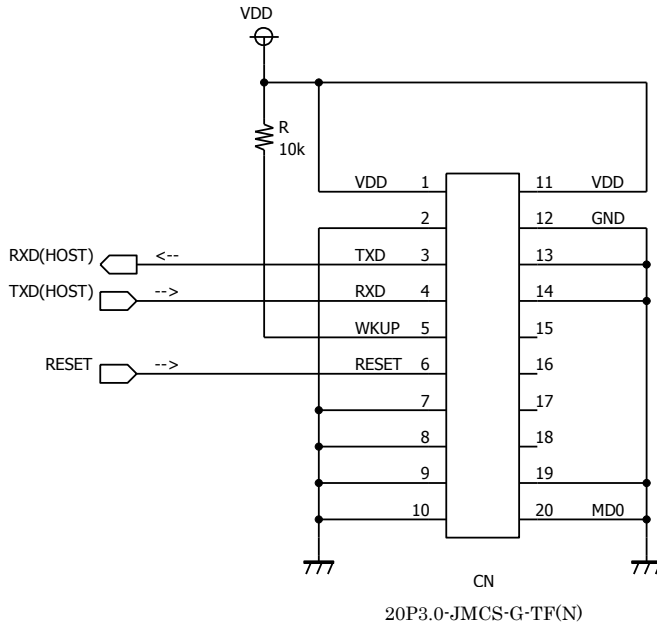 VDD
R
10k
VDD 1 11 VDD
2 12 GND
RXD(HOST) <-- TXD 3 13
TXD(HOST) --> RXD 4 14
WKUP 5 15
RESET --> RESET 6 16
7 17
8 18
9 19
10 20 MD0
CN
20P3.0-JMCS-G-TF(N)